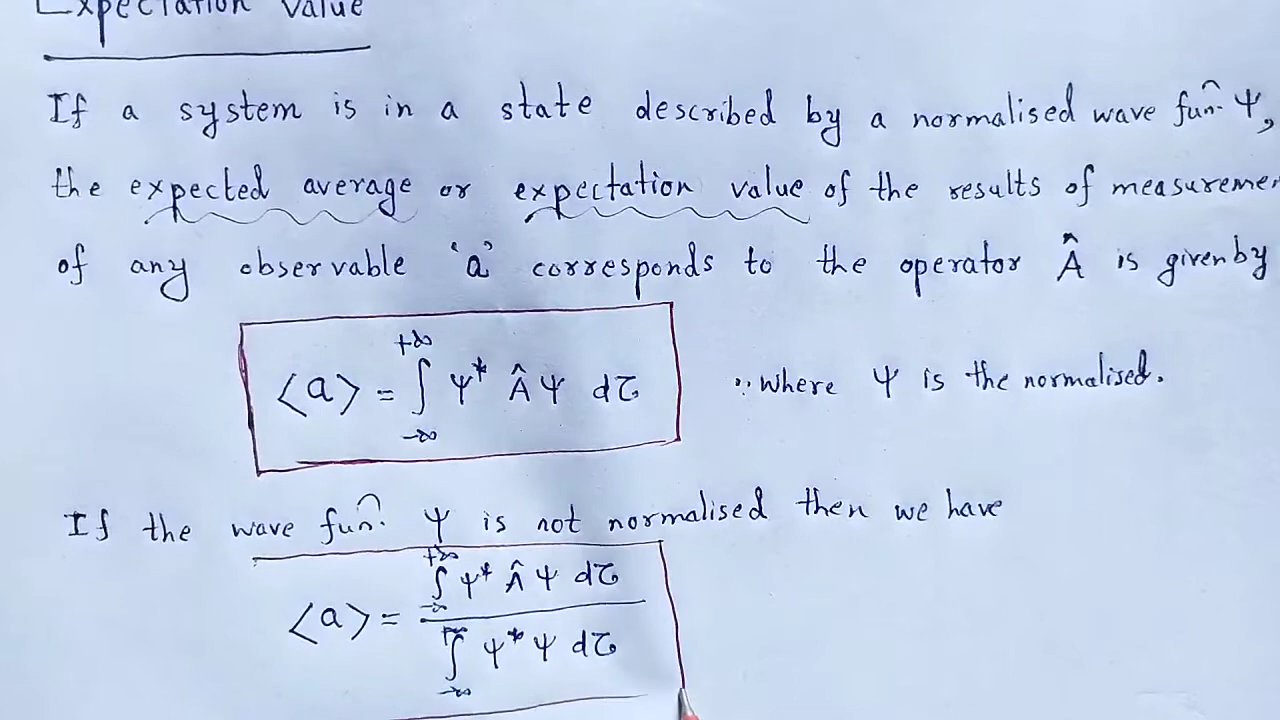 Expectation value
If a system is in a state described by a normalised wave fun. ψ,
the expected average or expectation value of the results of measuremen
of any observable 'a' corresponds to the operator Â is given by
⟨a⟩ = ∫_{-∞}^{+∞} ψ* Â ψ dτ ∵ where ψ is the normalised.
If the wave fun. ψ is not normalised then we have
⟨a⟩ = ∫_{-∞}^{+∞} ψ* Â ψ dτ / ∫_{-∞}^{+∞} ψ* ψ dτ